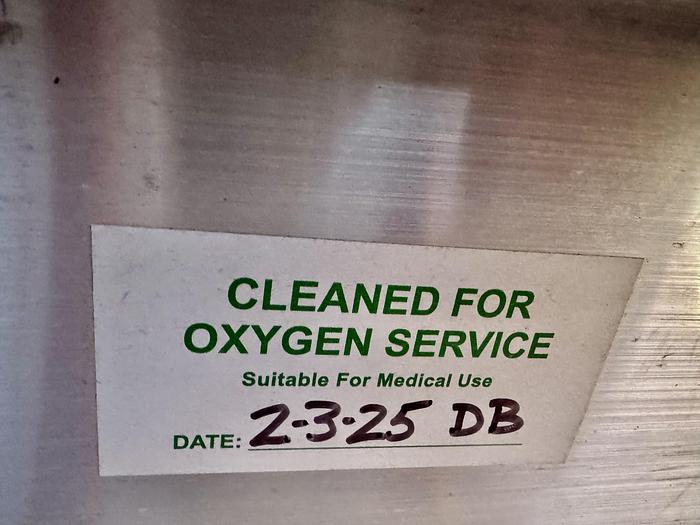 CLEANED FOR
OXYGEN SERVICE
Suitable For Medical Use
DATE: 2-3-25 DB